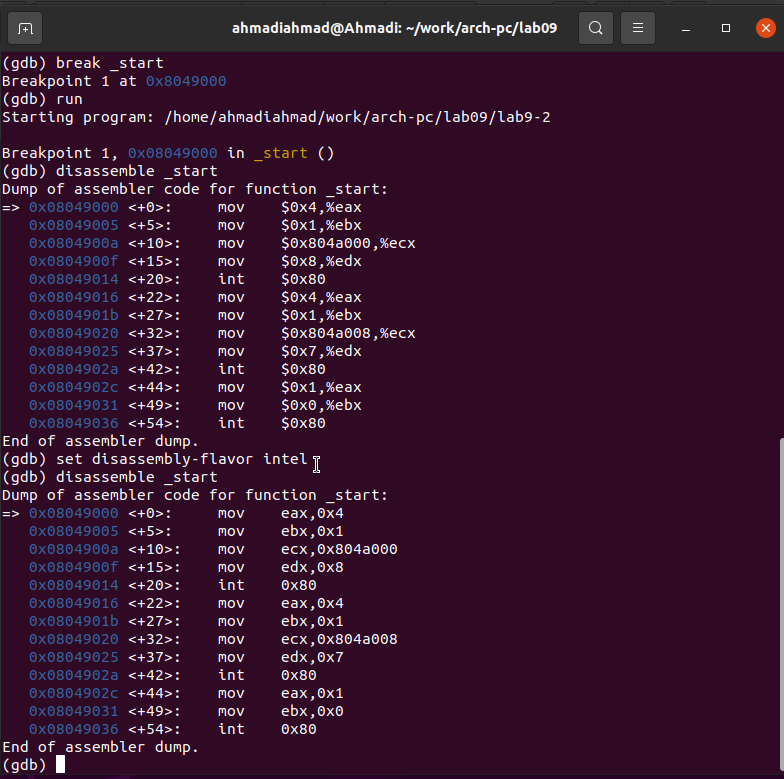 ahmadiahmad@Ahmadi: ~/work/arch-pc/lab09
(gdb) break _start
Breakpoint 1 at 0x8049000
(gdb) run
Starting program: /home/ahmadiahmad/work/arch-pc/lab09/lab9-2

Breakpoint 1, 0x08049000 in _start ()
(gdb) disassemble _start
Dump of assembler code for function _start:
=> 0x08049000 <+0>:     mov    $0x4,%eax
   0x08049005 <+5>:     mov    $0x1,%ebx
   0x0804900a <+10>:    mov    $0x804a000,%ecx
   0x0804900f <+15>:    mov    $0x8,%edx
   0x08049014 <+20>:    int    $0x80
   0x08049016 <+22>:    mov    $0x4,%eax
   0x0804901b <+27>:    mov    $0x1,%ebx
   0x08049020 <+32>:    mov    $0x804a008,%ecx
   0x08049025 <+37>:    mov    $0x7,%edx
   0x0804902a <+42>:    int    $0x80
   0x0804902c <+44>:    mov    $0x1,%eax
   0x08049031 <+49>:    mov    $0x0,%ebx
   0x08049036 <+54>:    int    $0x80
End of assembler dump.
(gdb) set disassembly-flavor intel
(gdb) disassemble _start
Dump of assembler code for function _start:
=> 0x08049000 <+0>:     mov    eax,0x4
   0x08049005 <+5>:     mov    ebx,0x1
   0x0804900a <+10>:    mov    ecx,0x804a000
   0x0804900f <+15>:    mov    edx,0x8
   0x08049014 <+20>:    int    0x80
   0x08049016 <+22>:    mov    eax,0x4
   0x0804901b <+27>:    mov    ebx,0x1
   0x08049020 <+32>:    mov    ecx,0x804a008
   0x08049025 <+37>:    mov    edx,0x7
   0x0804902a <+42>:    int    0x80
   0x0804902c <+44>:    mov    eax,0x1
   0x08049031 <+49>:    mov    ebx,0x0
   0x08049036 <+54>:    int    0x80
End of assembler dump.
(gdb)